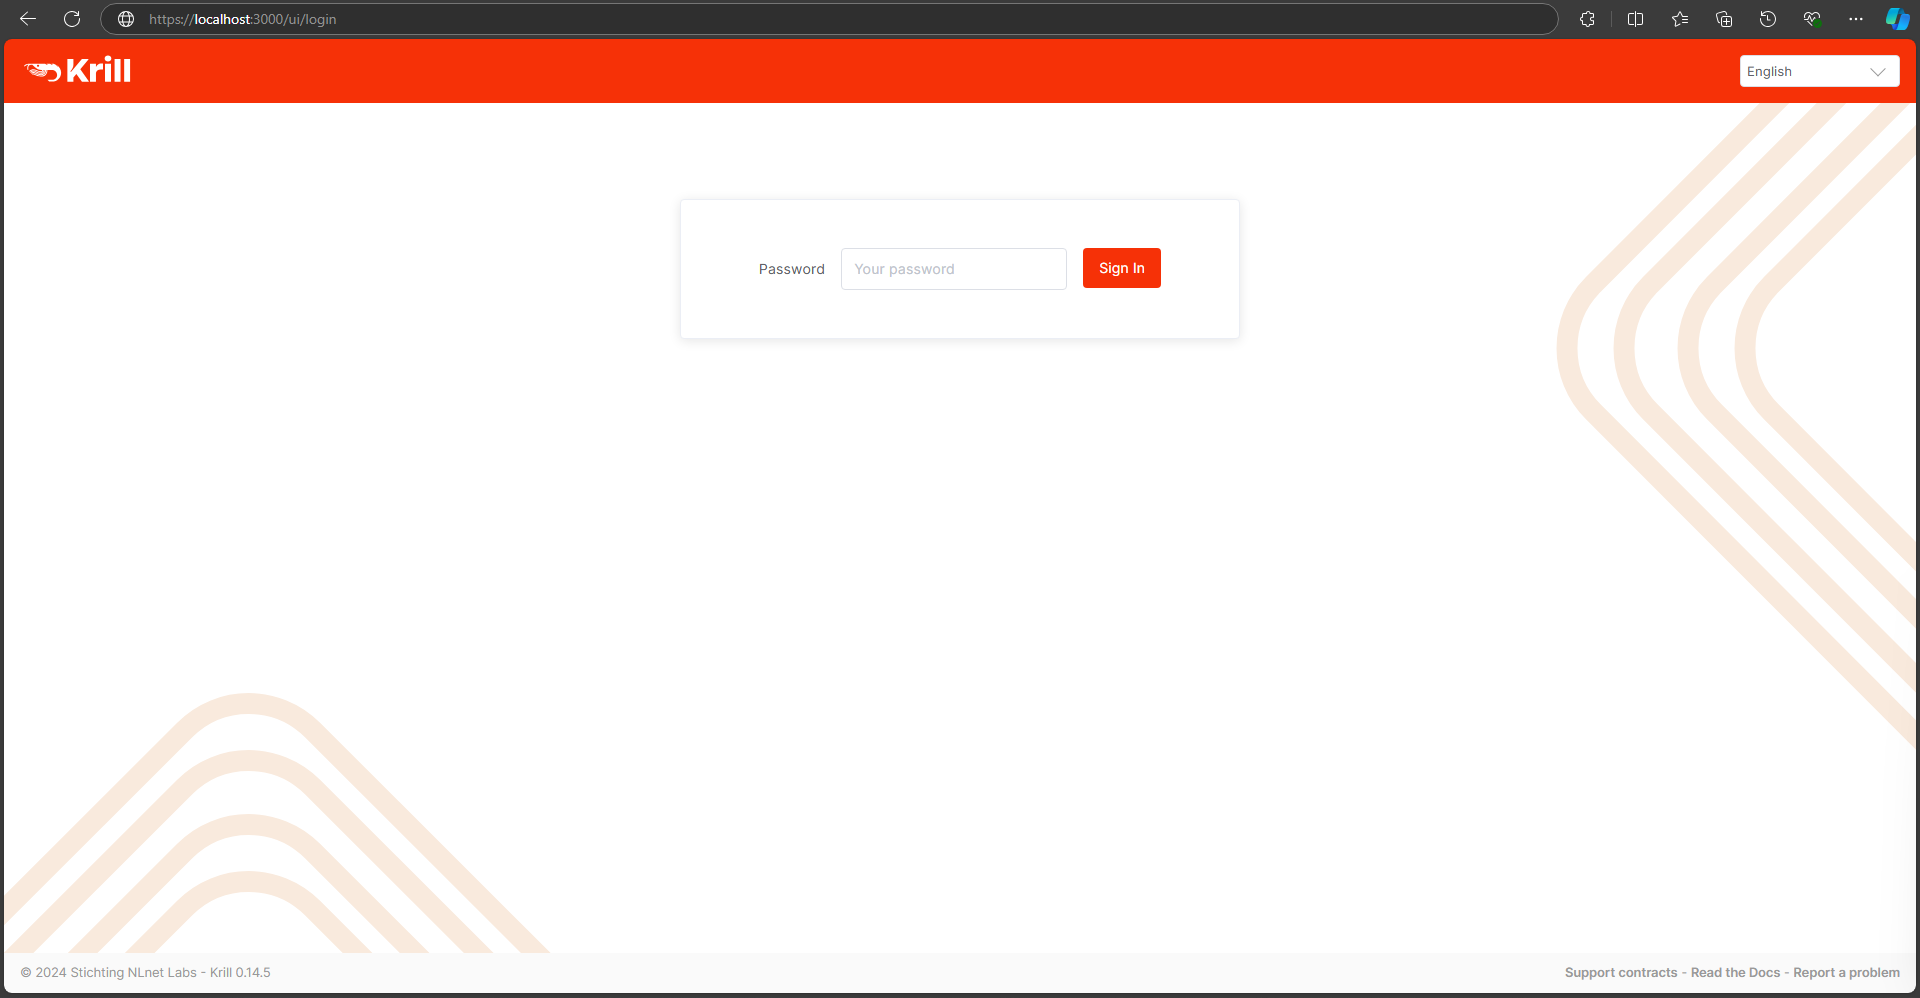 https://localhost:3000/ui/login
Krill
English
Password
Your password
Sign In
© 2024 Stichting NLnet Labs - Krill 0.14.5
Support contracts - Read the Docs - Report a problem